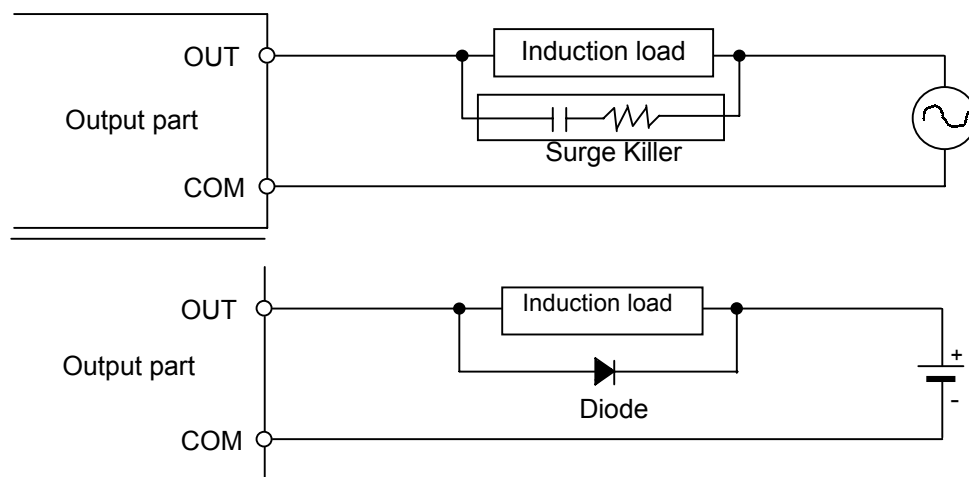 OUT
Induction load
Output part
Surge Killer
COM
OUT
Induction load
Output part
+
-
Diode
COM